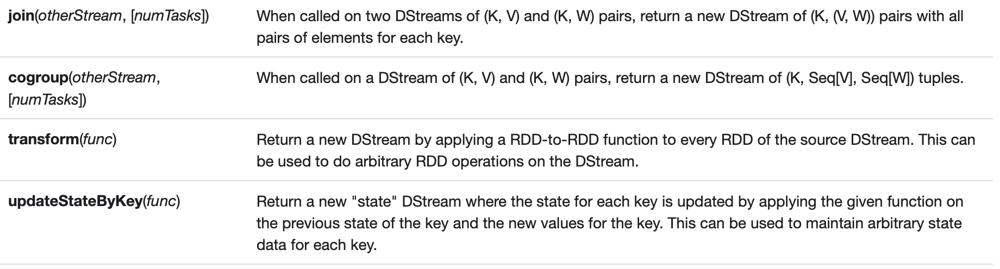 join(otherStream, [numTasks])
When called on two DStreams of (K, V) and (K, W) pairs, return a new DStream of (K, (V, W)) pairs with all
pairs of elements for each key.
cogroup(otherStream,
[numTasks])
When called on a DStream of (K, V) and (K, W) pairs, return a new DStream of (K, Seq[V], Seq[W]) tuples.
transform(func)
Return a new DStream by applying a RDD-to-RDD function to every RDD of the source DStream. This can
be used to do arbitrary RDD operations on the DStream.
updateStateByKey(func)
Return a new "state" DStream where the state for each key is updated by applying the given function on
the previous state of the key and the new values for the key. This can be used to maintain arbitrary state
data for each key.